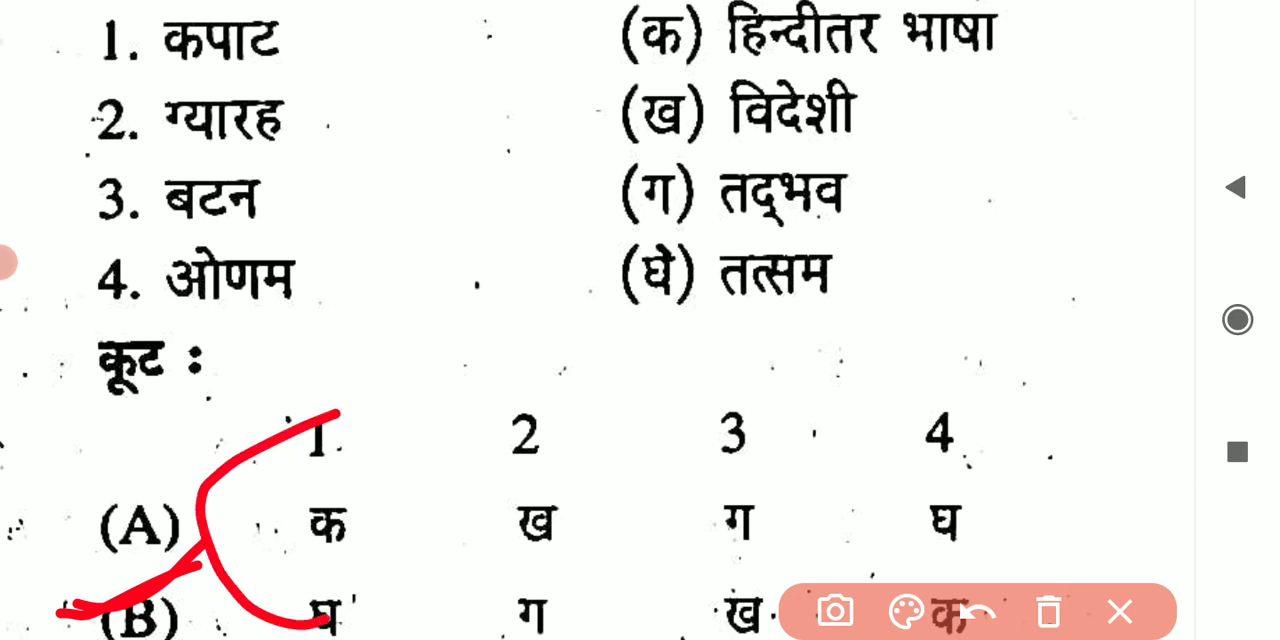 1. कपाट (क) हिन्दीतर भाषा
2. ग्यारह (ख) विदेशी
3. बटन (ग) तद्भव
4. ओणम (घ) तत्सम
कूट :
1 2 3 4
(A) क ख ग घ
(B) घ ग ख क